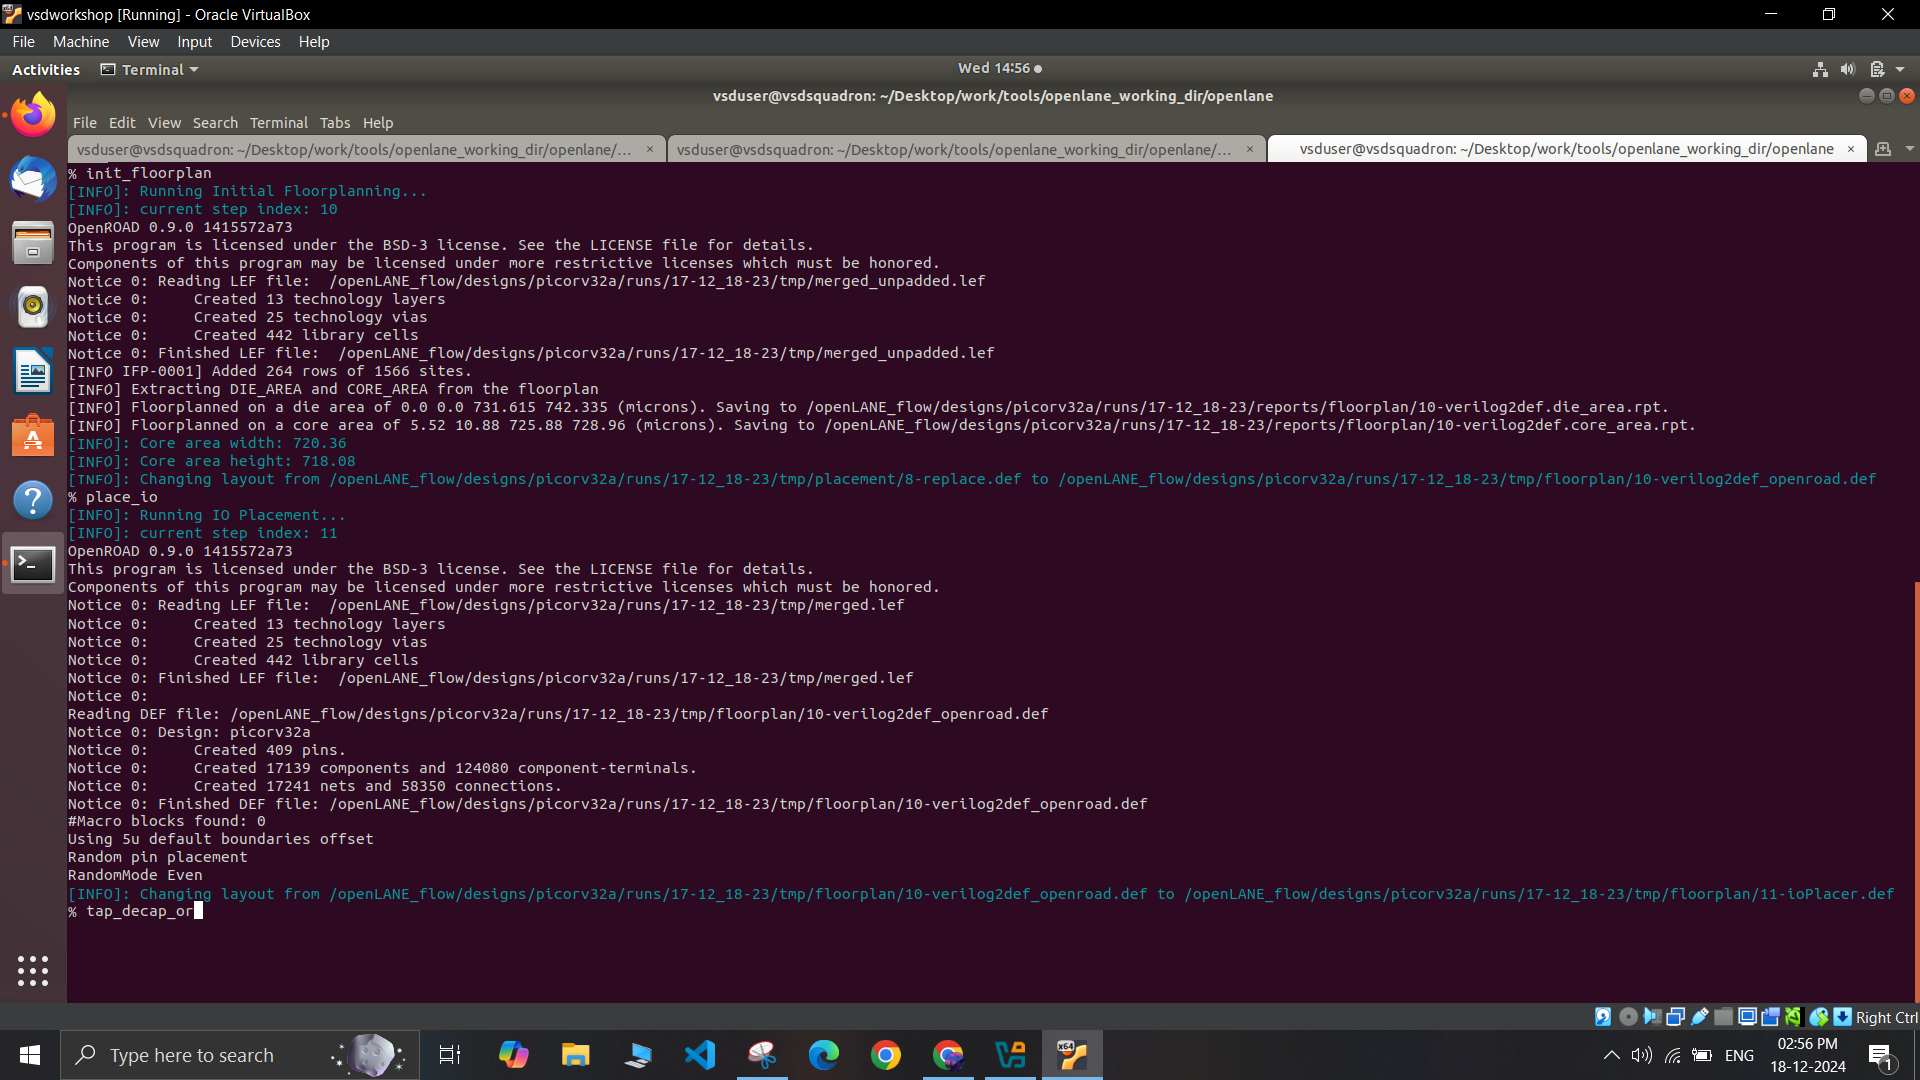 vsdworkshop [Running] - Oracle VirtualBox
File Machine View Input Devices Help
Activities Terminal Wed 14:56
vsduser@vsdsquadron: ~/Desktop/work/tools/openlane_working_dir/openlane
File Edit View Search Terminal Tabs Help
vsduser@vsdsquadron: ~/Desktop/work/tools/openlane_working_dir/openlane/... × vsduser@vsdsquadron: ~/Desktop/work/tools/openlane_working_dir/openlane/... × vsduser@vsdsquadron: ~/Desktop/work/tools/openlane_working_dir/openlane ×
% init_floorplan
[INFO]: Running Initial Floorplanning...
[INFO]: current step index: 10
OpenROAD 0.9.0 1415572a73
This program is licensed under the BSD-3 license. See the LICENSE file for details.
Components of this program may be licensed under more restrictive licenses which must be honored.
Notice 0: Reading LEF file:  /openLANE_flow/designs/picorv32a/runs/17-12_18-23/tmp/merged_unpadded.lef
Notice 0:     Created 13 technology layers
Notice 0:     Created 25 technology vias
Notice 0:     Created 442 library cells
Notice 0: Finished LEF file:  /openLANE_flow/designs/picorv32a/runs/17-12_18-23/tmp/merged_unpadded.lef
[INFO IFP-0001] Added 264 rows of 1566 sites.
[INFO] Extracting DIE_AREA and CORE_AREA from the floorplan
[INFO] Floorplanned on a die area of 0.0 0.0 731.615 742.335 (microns). Saving to /openLANE_flow/designs/picorv32a/runs/17-12_18-23/reports/floorplan/10-verilog2def.die_area.rpt.
[INFO] Floorplanned on a core area of 5.52 10.88 725.88 728.96 (microns). Saving to /openLANE_flow/designs/picorv32a/runs/17-12_18-23/reports/floorplan/10-verilog2def.core_area.rpt.
[INFO]: Core area width: 720.36
[INFO]: Core area height: 718.08
[INFO]: Changing layout from /openLANE_flow/designs/picorv32a/runs/17-12_18-23/tmp/placement/8-replace.def to /openLANE_flow/designs/picorv32a/runs/17-12_18-23/tmp/floorplan/10-verilog2def_openroad.def
% place_io
[INFO]: Running IO Placement...
[INFO]: current step index: 11
OpenROAD 0.9.0 1415572a73
This program is licensed under the BSD-3 license. See the LICENSE file for details.
Components of this program may be licensed under more restrictive licenses which must be honored.
Notice 0: Reading LEF file:  /openLANE_flow/designs/picorv32a/runs/17-12_18-23/tmp/merged.lef
Notice 0:     Created 13 technology layers
Notice 0:     Created 25 technology vias
Notice 0:     Created 442 library cells
Notice 0: Finished LEF file:  /openLANE_flow/designs/picorv32a/runs/17-12_18-23/tmp/merged.lef
Notice 0:
Reading DEF file: /openLANE_flow/designs/picorv32a/runs/17-12_18-23/tmp/floorplan/10-verilog2def_openroad.def
Notice 0: Design: picorv32a
Notice 0:     Created 409 pins.
Notice 0:     Created 17139 components and 124080 component-terminals.
Notice 0:     Created 17241 nets and 58350 connections.
Notice 0: Finished DEF file: /openLANE_flow/designs/picorv32a/runs/17-12_18-23/tmp/floorplan/10-verilog2def_openroad.def
#Macro blocks found: 0
Using 5u default boundaries offset
Random pin placement
RandomMode Even
[INFO]: Changing layout from /openLANE_flow/designs/picorv32a/runs/17-12_18-23/tmp/floorplan/10-verilog2def_openroad.def to /openLANE_flow/designs/picorv32a/runs/17-12_18-23/tmp/floorplan/11-ioPlacer.def
% tap_decap_or
Right Ctrl
Type here to search
ENG
02:56 PM
18-12-2024
1